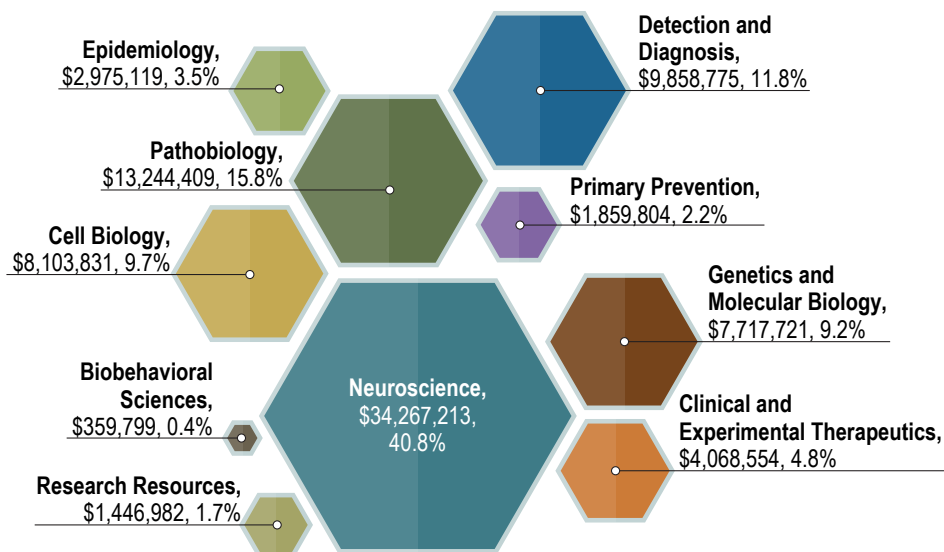 Epidemiology,
$2,975,119, 3.5%
Detection and
Diagnosis,
$9,858,775, 11.8%
Pathobiology,
$13,244,409, 15.8%
Primary Prevention,
$1,859,804, 2.2%
Cell Biology,
$8,103,831, 9.7%
Genetics and
Molecular Biology,
$7,717,721, 9.2%
Biobehavioral
Sciences,
$359,799, 0.4%
Neuroscience,
$34,267,213,
40.8%
Clinical and
Experimental Therapeutics,
$4,068,554, 4.8%
Research Resources,
$1,446,982, 1.7%